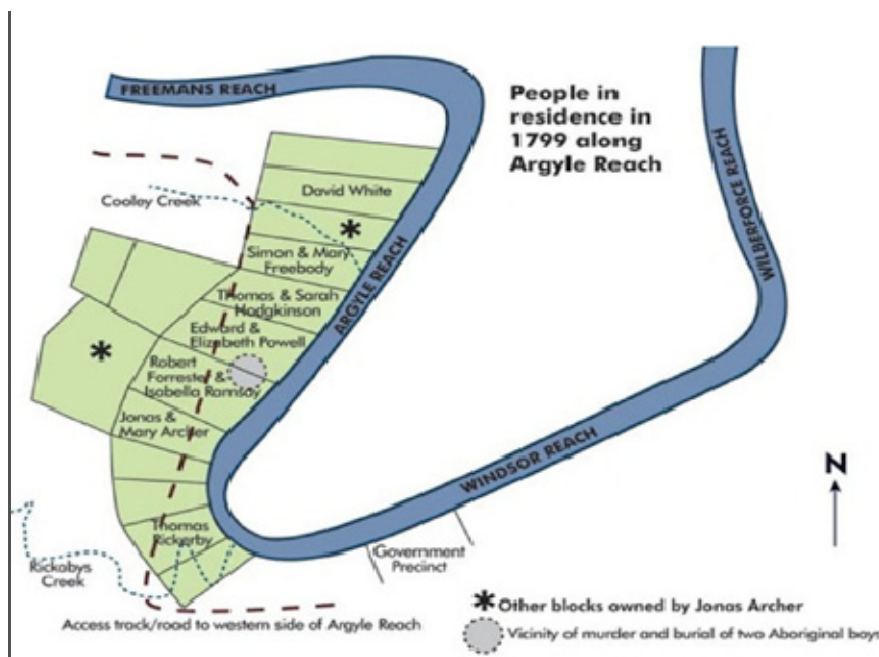 FREEMANS REACH
People in
residence in
1799 along
Argyle Reach
WILBERFORCE REACH
David White
Coolley Creek
Simon & Mary
Freebody
ARGYLE REACH
Thomas & Sarah
Hodgkinson
Edward &
Elizabeth Powell
Robert
Forrester &
Isabella Ramsay
Jonas &
Mary Archer
WINDSOR REACH
N
Thomas
Rickerby
Rickabys
Creek
Government
Precinct
Other blocks owned by Jonas Archer
Access track/road to western side of Argyle Reach
Vicinity of murder and burial of two Aboriginal boys